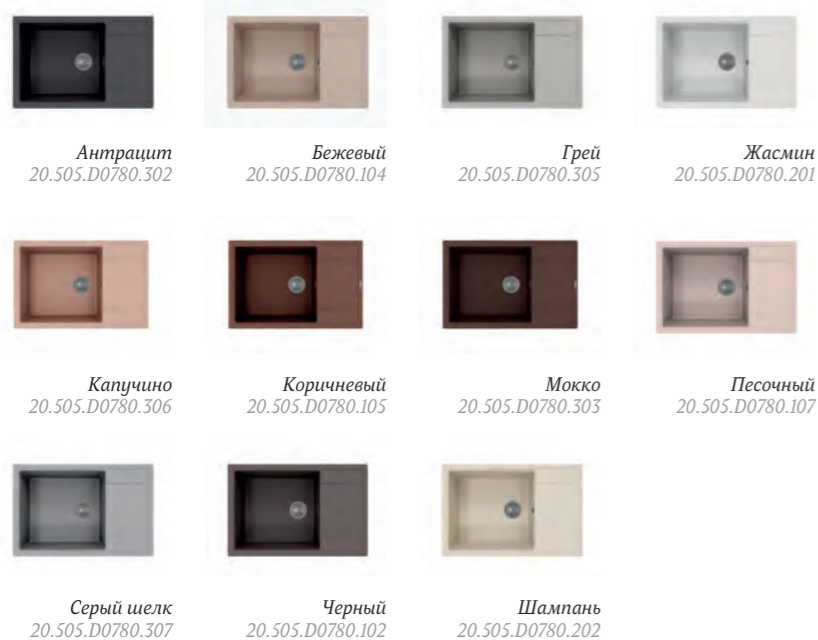 Антрацит
20.505.D0780.302
Бежевый
20.505.D0780.104
Грей
20.505.D0780.305
Жасмин
20.505.D0780.201
Капучино
20.505.D0780.306
Коричневый
20.505.D0780.105
Мокко
20.505.D0780.303
Песочный
20.505.D0780.107
Серый шелк
20.505.D0780.307
Черный
20.505.D0780.102
Шампань
20.505.D0780.202